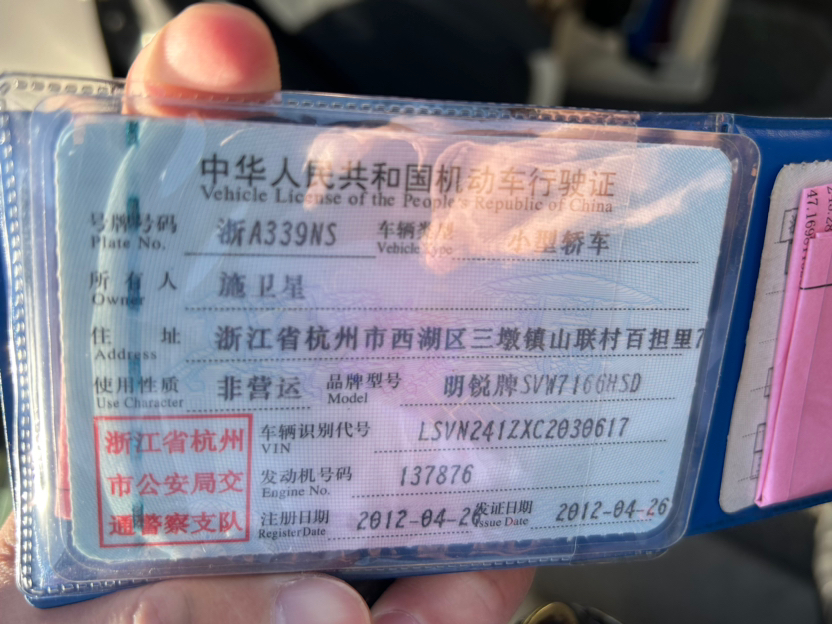 中华人民共和国机动车行驶证
Vehicle License of the People's Republic of China
号牌号码 浙A339NS 车辆类型 小型轿车
Plate No. Vehicle Type
所有人 施卫星
Owner
住址 浙江省杭州市西湖区三墩镇山联村百担里7
Address
使用性质 非营运 品牌型号 明锐牌SVW7166HSD
Use Character Model
浙江省杭州 车辆识别代号 LSVN241ZXC2030617
VIN
市公安局交 发动机号码 137876
Engine No.
通警察支队 注册日期 2012-04-26 发证日期 2012-04-26
Register Date Issue Date